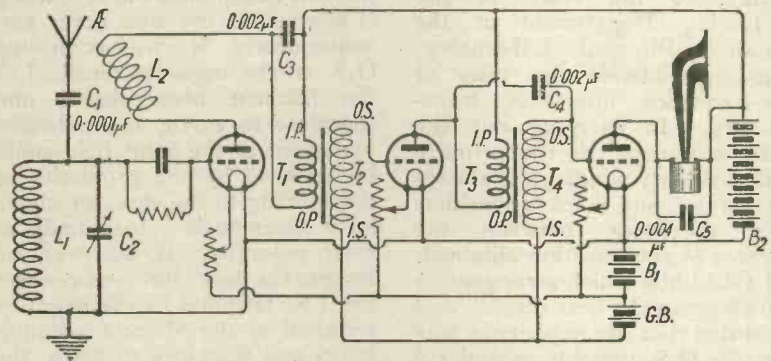 Æ
L₂
0·002µF
C₃
C₁
0·0001µF
L₁
C₂
I.P.
O.S.
T₁
T₂
O.P.
I.S.
0·002µF
C₄
I.P.
O.S.
T₃
T₄
O.P.
I.S.
0·004
µF
C₅
B₂
B₁
G.B.